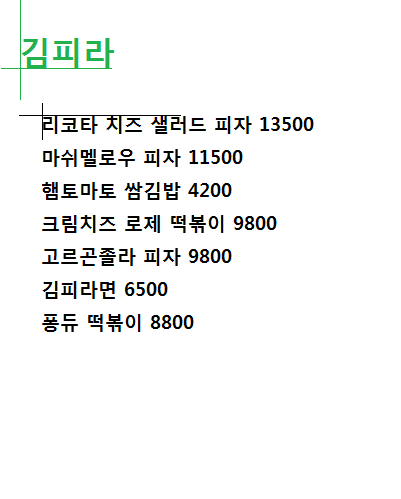 김피라
리코타 치즈 샐러드 피자 13500
마쉬멜로우 피자 11500
햄토마토 쌈김밥 4200
크림치즈 로제 떡볶이 9800
고르곤졸라 피자 9800
김피라면 6500
퐁듀 떡볶이 8800